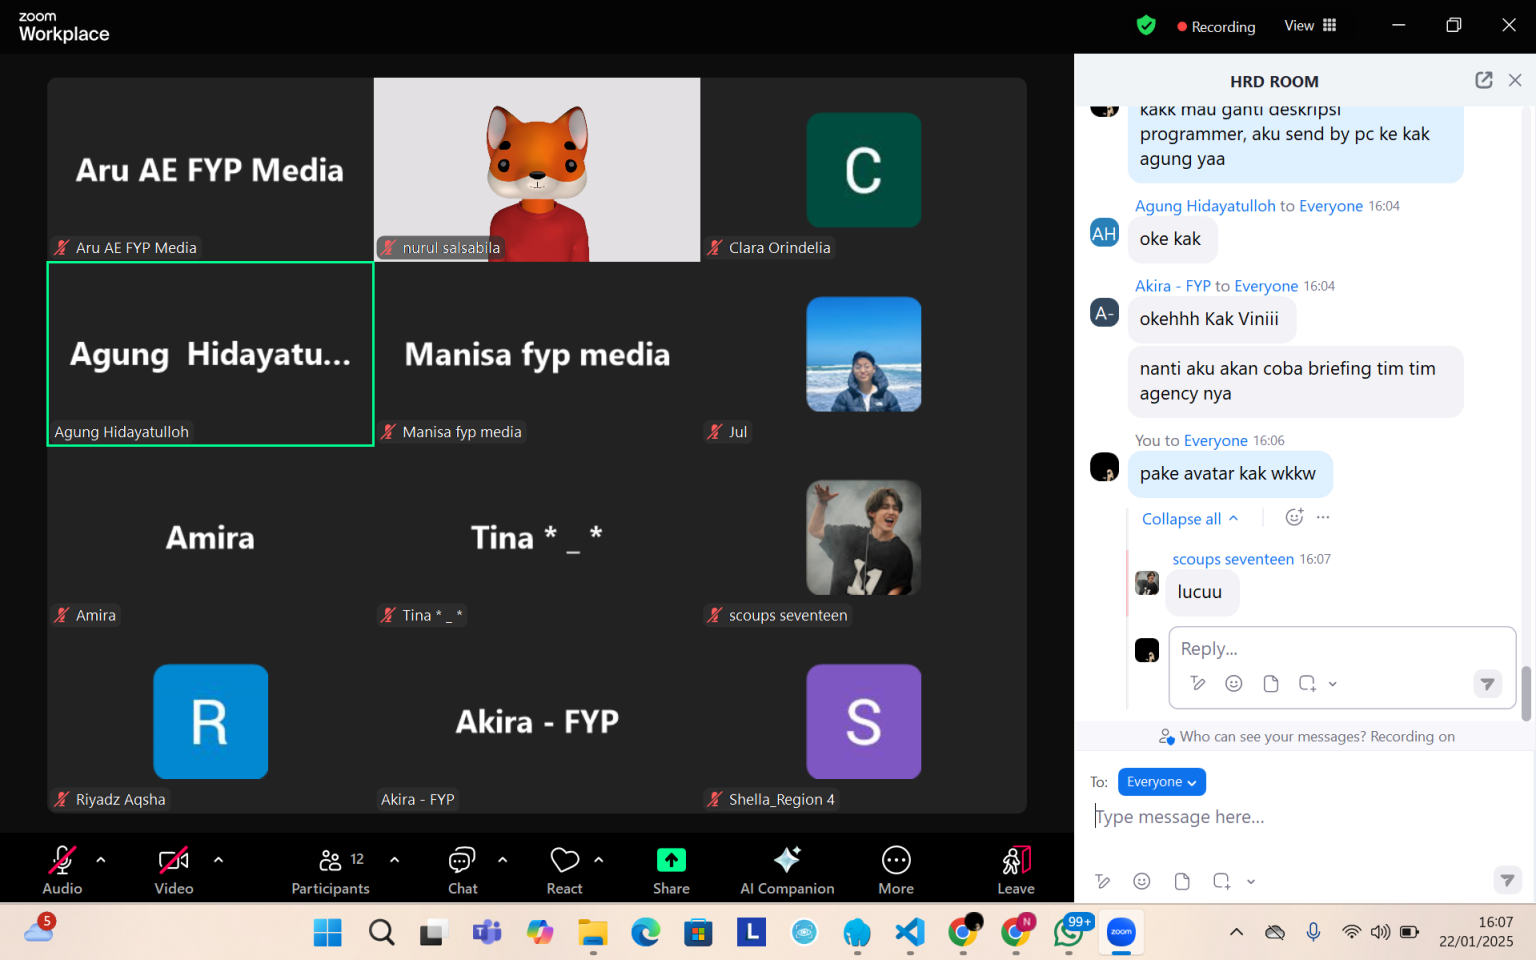 zoom
Workplace
Recording
View
Aru AE FYP Media
Aru AE FYP Media
nurul salsabila
C
Clara Orindelia
Agung Hidayatu...
Agung Hidayatulloh
Manisa fyp media
Manisa fyp media
Jul
Amira
Amira
Tina * _ *
Tina * _ *
scoups seventeen
R
Riyadz Aqsha
Akira - FYP
Akira - FYP
S
Shella_Region 4
Audio
Video
12
Participants
Chat
React
Share
AI Companion
More
Leave
HRD ROOM
kakk mau ganti deskripsi
programmer, aku send by pc ke kak
agung yaa
Agung Hidayatulloh to Everyone 16:04
AH
oke kak
Akira - FYP to Everyone 16:04
A-
okehhh Kak Viniii
nanti aku akan coba briefing tim tim
agency nya
You to Everyone 16:06
pake avatar kak wkkw
Collapse all
scoups seventeen 16:07
lucuu
Reply...
Who can see your messages? Recording on
To: Everyone
Type message here...
5
L
N
99+
zoom
16:07
22/01/2025